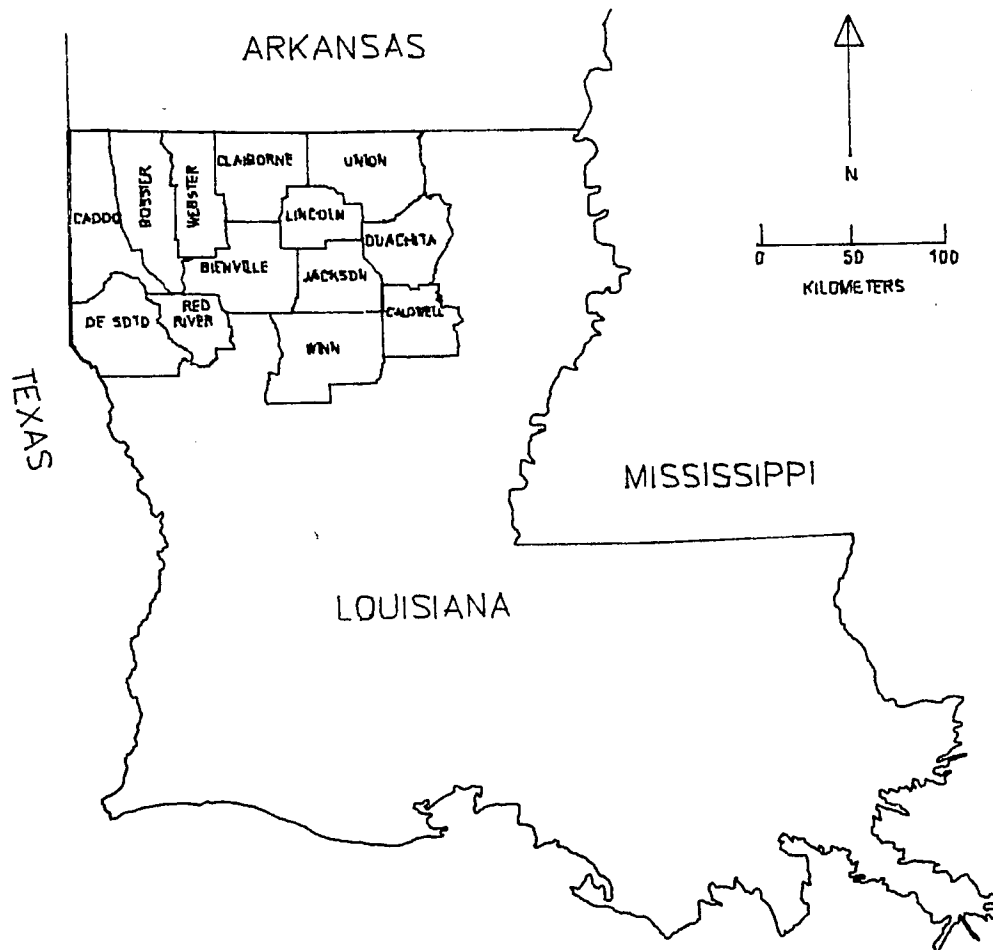 ARKANSAS
N
0 50 100
KILOMETERS
CLAIBORNE
UNION
BOSSIER
WEBSTER
CADDO
LINCOLN
OUACHITA
BIENVILLE
JACKSON
RED
RIVER
DE SOTO
CALDWELL
WINN
TEXAS
MISSISSIPPI
LOUISIANA